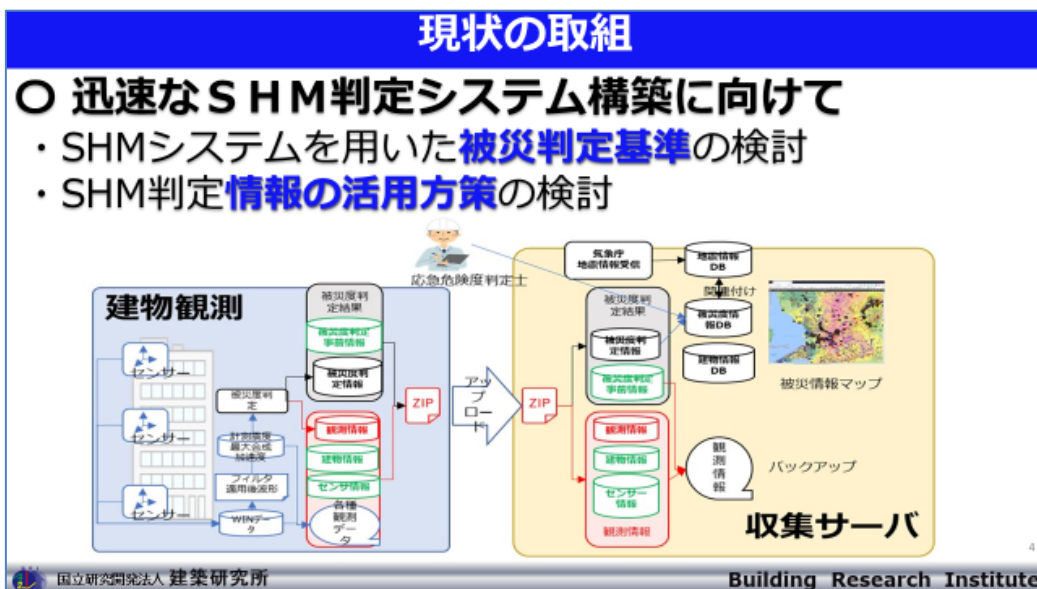 現状の取組
〇 迅速なＳＨＭ判定システム構築に向けて
・SHMシステムを用いた被災判定基準の検討
・SHM判定情報の活用方策の検討
応急危険度判定士
建物観測
センサー
センサー
センサー
被災度判
定
計測震度
最大合成
加速度
フィルタ
適用後波形
WINデー
タ
被災度判
定結果
被災度判定
事前情報
被災度判
定情報
観測情報
建物情報
センサ情報
各種
観測
デー
タ
ZIP
アッ
プ
ロー
ド
ZIP
気象庁
地震情報受信
地震情報
DB
関連付け
被災度情
報DB
建物情報
DB
被災度判
定結果
被災度判
定情報
被災度判定
事前情報
観測情報
建物情報
センサー
情報
観測情報
観
測
情
報
被災情報マップ
バックアップ
収集サーバ
4
国立研究開発法人 建築研究所
Building Research Institute